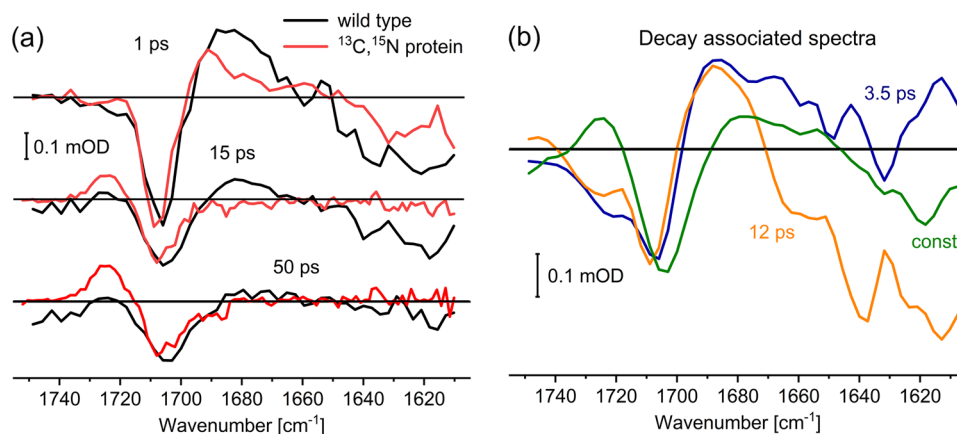 (a)
wild type
¹³C,¹⁵N protein
1 ps
0.1 mOD
15 ps
50 ps
1740 1720 1700 1680 1660 1640 1620
Wavenumber [cm⁻¹]
(b)
Decay associated spectra
3.5 ps
12 ps
const
0.1 mOD
1740 1720 1700 1680 1660 1640 1620
Wavenumber [cm⁻¹]